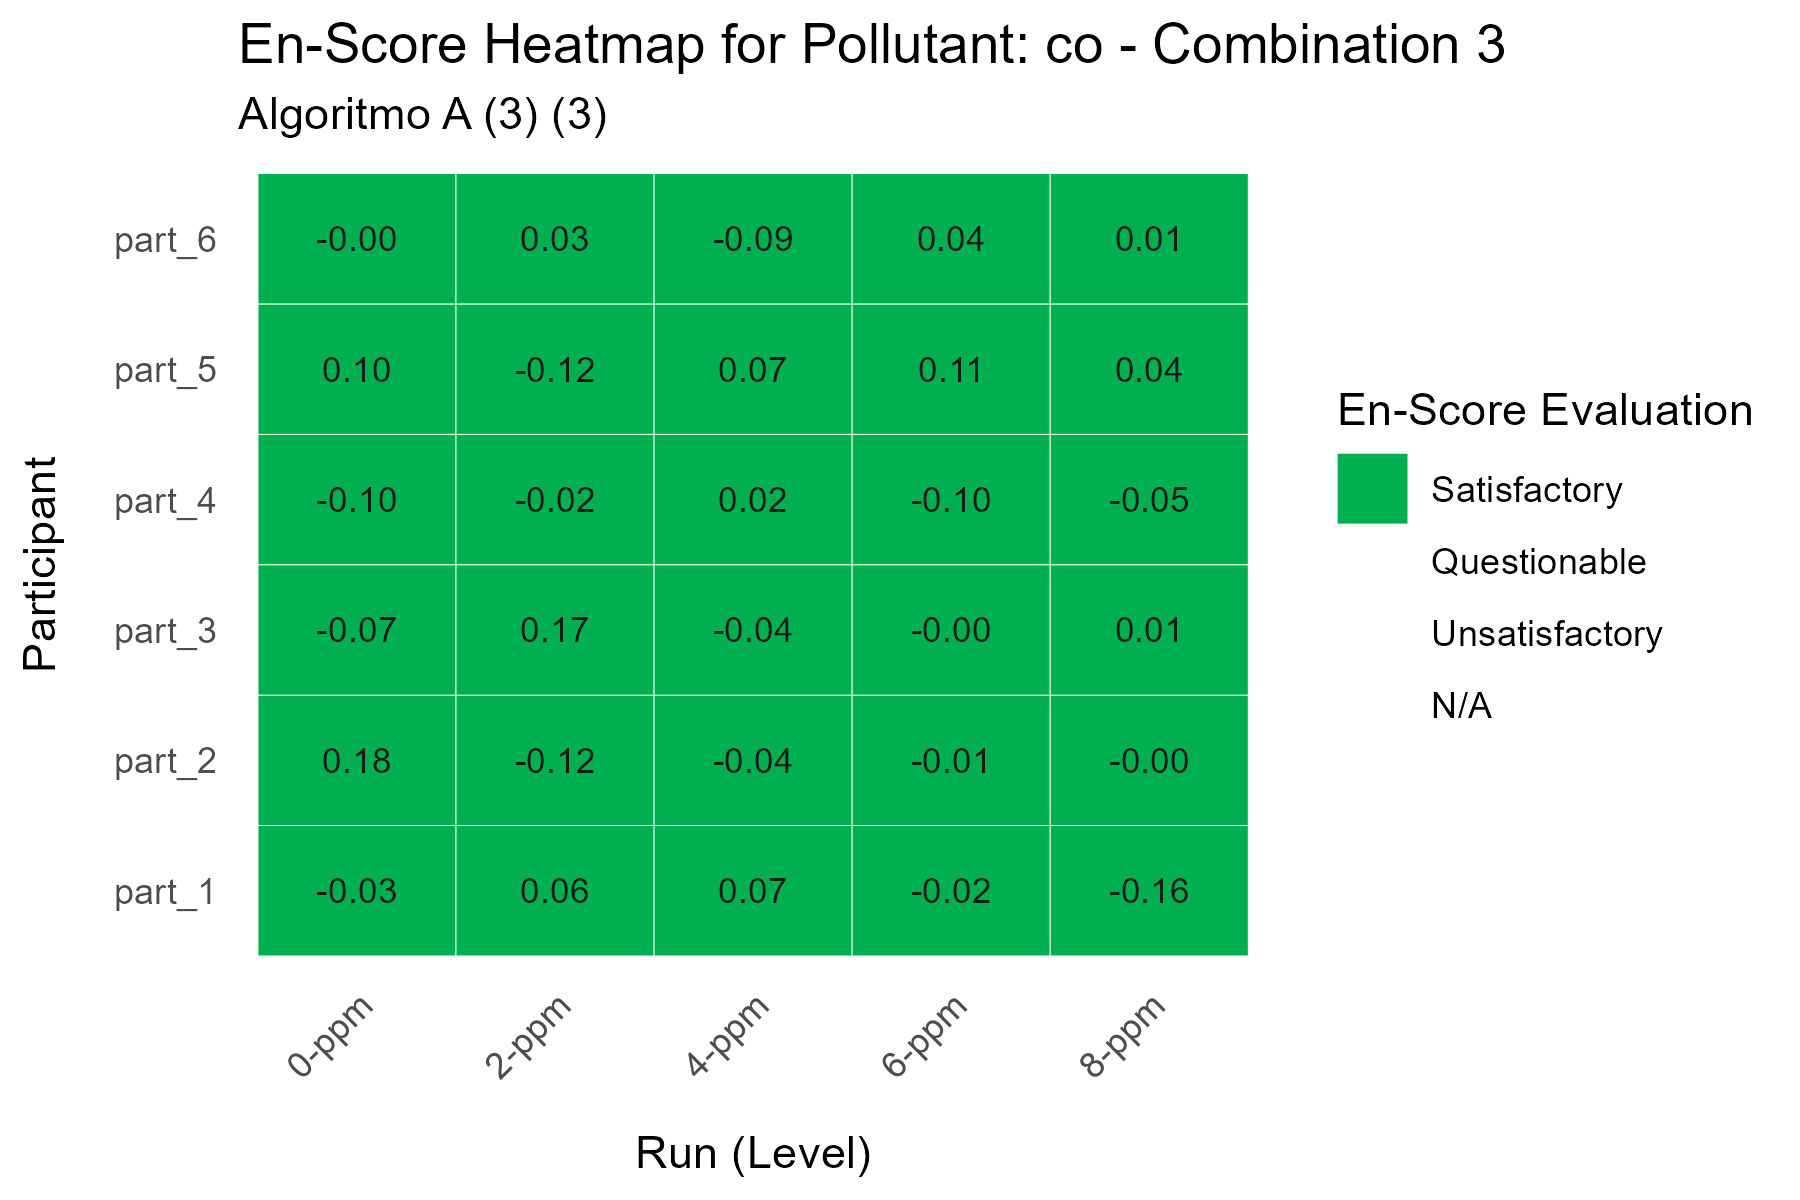 En-Score Heatmap for Pollutant: co - Combination 3
Algoritmo A (3) (3)
part_6 -0.00 0.03 -0.09 0.04 0.01
part_5 0.10 -0.12 0.07 0.11 0.04
part_4 -0.10 -0.02 0.02 -0.10 -0.05
part_3 -0.07 0.17 -0.04 -0.00 0.01
part_2 0.18 -0.12 -0.04 -0.01 -0.00
part_1 -0.03 0.06 0.07 -0.02 -0.16
0-ppm 2-ppm 4-ppm 6-ppm 8-ppm
Run (Level)
Participant
En-Score Evaluation
Satisfactory
Questionable
Unsatisfactory
N/A